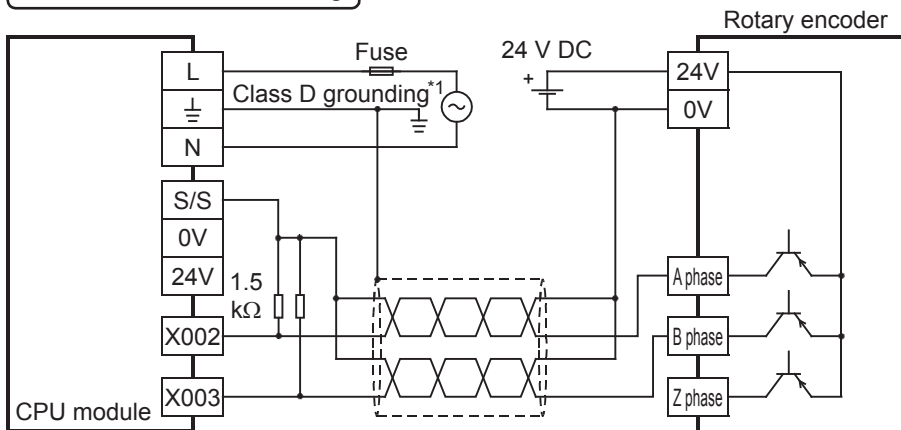 Rotary encoder
Fuse
24 V DC
L
24V
+
Class D grounding*1
0V
N
S/S
0V
24V
1.5
kΩ
A phase
X002
B phase
X003
Z phase
CPU module